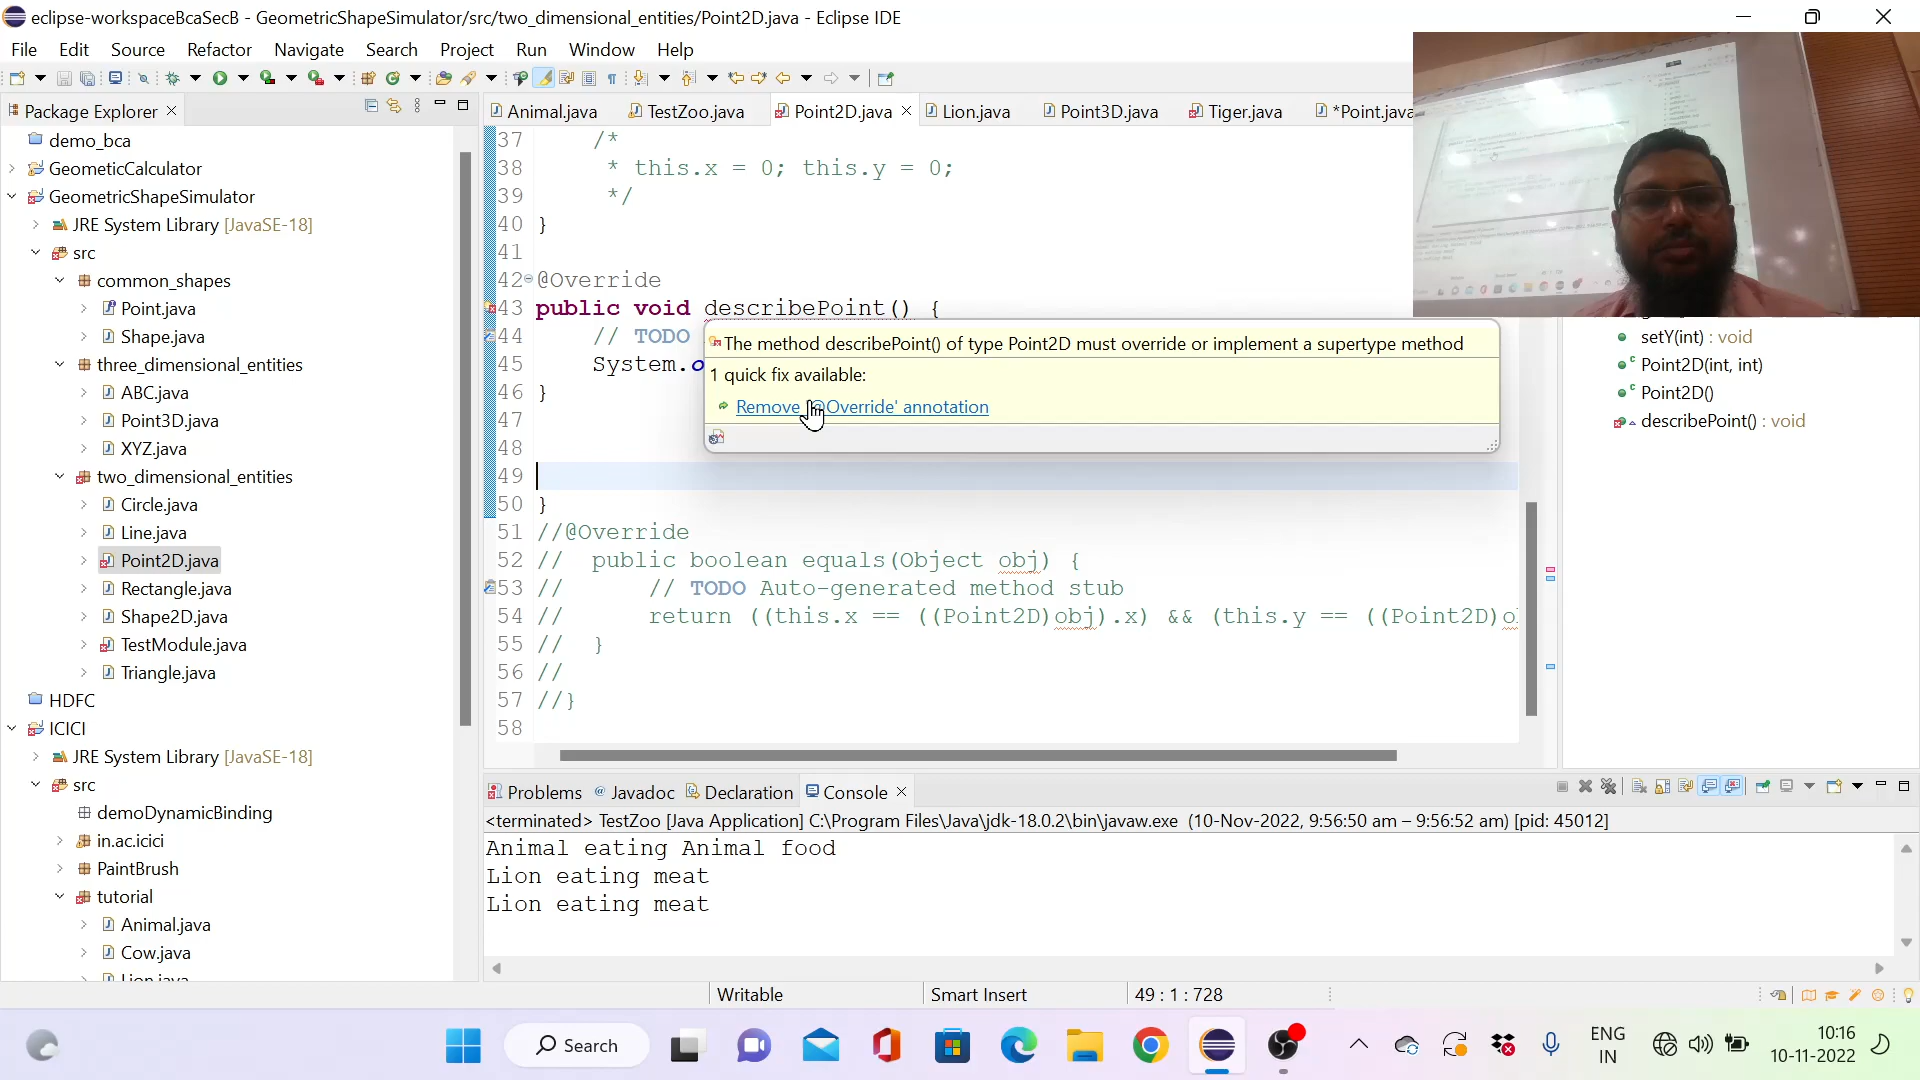 eclipse-workspaceBcaSecB - GeometricShapeSimulator/src/two_dimensional_entities/Point2D.java - Eclipse IDE
File Edit Source Refactor Navigate Search Project Run Window Help
Package Explorer
Animal.java TestZoo.java Point2D.java Lion.java Point3D.java Tiger.java *Point.java
demo_bca
GeometicCalculator
GeometricShapeSimulator
JRE System Library [JavaSE-18]
src
common_shapes
Point.java
Shape.java
three_dimensional_entities
ABC.java
Point3D.java
XYZ.java
two_dimensional_entities
Circle.java
Line.java
Point2D.java
Rectangle.java
Shape2D.java
TestModule.java
Triangle.java
HDFC
ICICI
JRE System Library [JavaSE-18]
src
demoDynamicBinding
in.ac.icici
PaintBrush
tutorial
Animal.java
Cow.java
Lion.java
37 /*
38 * this.x = 0; this.y = 0;
39 */
40 }
41
42 @Override
43 public void describePoint() {
44 // TODO
45 System.o
46 }
47
48
49
50 }
51 //@Override
52 // public boolean equals(Object obj) {
53 // // TODO Auto-generated method stub
54 // return ((this.x == ((Point2D)obj).x) && (this.y == ((Point2D)o
55 // }
56 //
57 //}
58
The method describePoint() of type Point2D must override or implement a supertype method
1 quick fix available:
Remove '@Override' annotation
setY(int) : void
Point2D(int, int)
Point2D()
describePoint() : void
Problems Javadoc Declaration Console
<terminated> TestZoo [Java Application] C:\Program Files\Java\jdk-18.0.2\bin\javaw.exe (10-Nov-2022, 9:56:50 am – 9:56:52 am) [pid: 45012]
Animal eating Animal food
Lion eating meat
Lion eating meat
Writable Smart Insert 49 : 1 : 728
Search
ENG
IN
10:16
10-11-2022